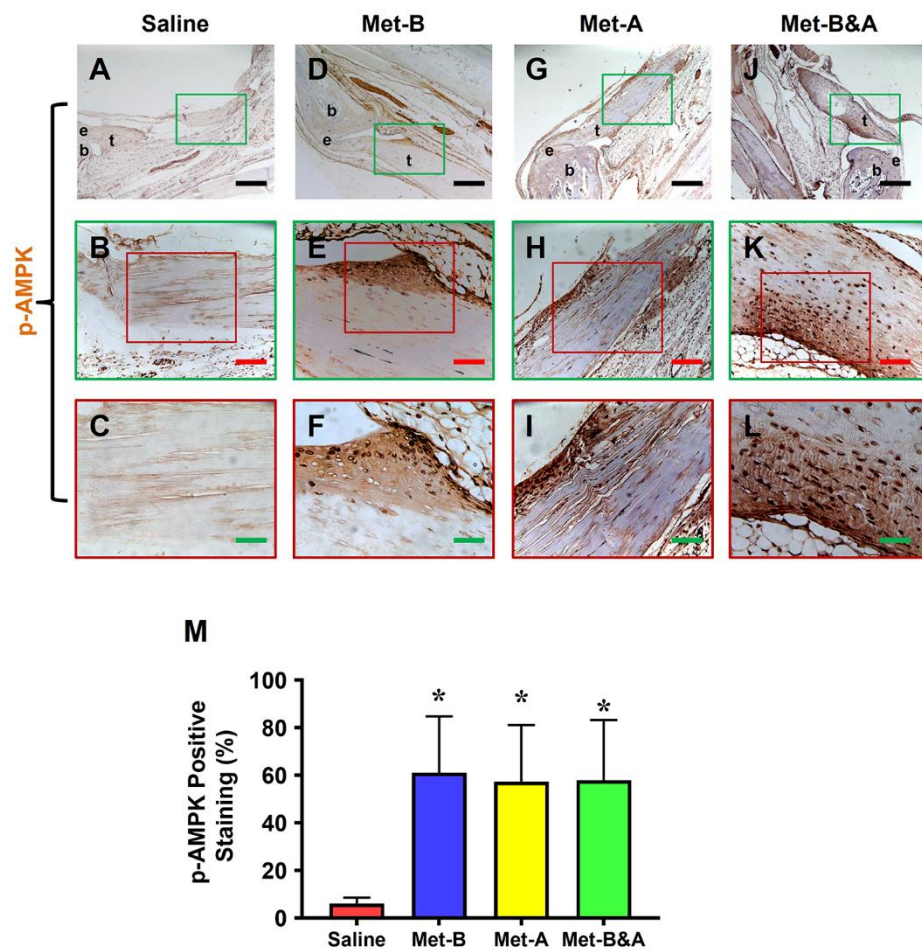 Saline Met-B Met-A Met-B&A
A D G J
e b t
b e t
t e b
t e b
p-AMPK
B E H K
C F I L
M
p-AMPK Positive
Staining (%)
100
80
60
40
20
0
* * *
Saline Met-B Met-A Met-B&A